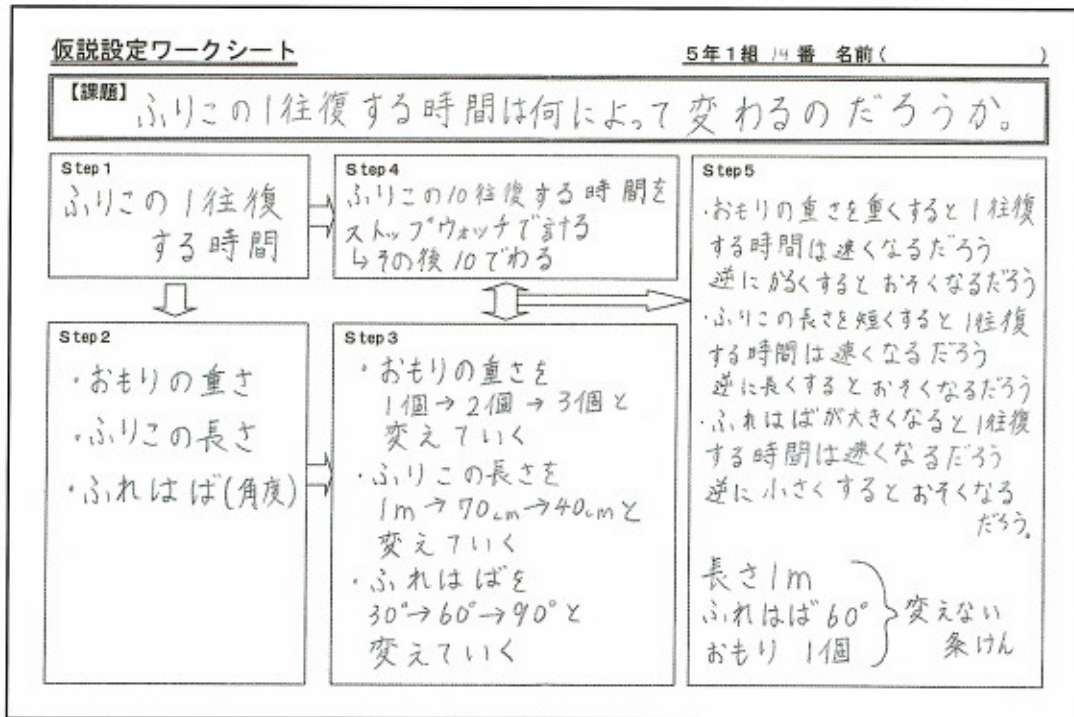 仮説設定ワークシート
5年1組 14番 名前( )
【課題】
ふりこの1往復する時間は何によって変わるのだろうか。
Step1
ふりこの1往復
する時間
Step4
ふりこの10往復する時間を
ストップウォッチで計る
↳その後10でわる
Step2
・おもりの重さ
・ふりこの長さ
・ふれはば(角度)
Step3
・おもりの重さを
1個→2個→3個と
変えていく
・ふりこの長さを
1m→70cm→40cmと
変えていく
・ふれはばを
30°→60°→90°と
変えていく
Step5
・おもりの重さを重くすると1往復
する時間は速くなるだろう
逆にかるくするとおそくなるだろう
・ふりこの長さを短くすると1往復
する時間は速くなるだろう
逆に長くするとおそくなるだろう
・ふれはばが大きくなると1往復
する時間は速くなるだろう
逆に小さくするとおそくなる
だろう。
長さ1m
ふれはば60°
おもり 1個
変えない
条けん